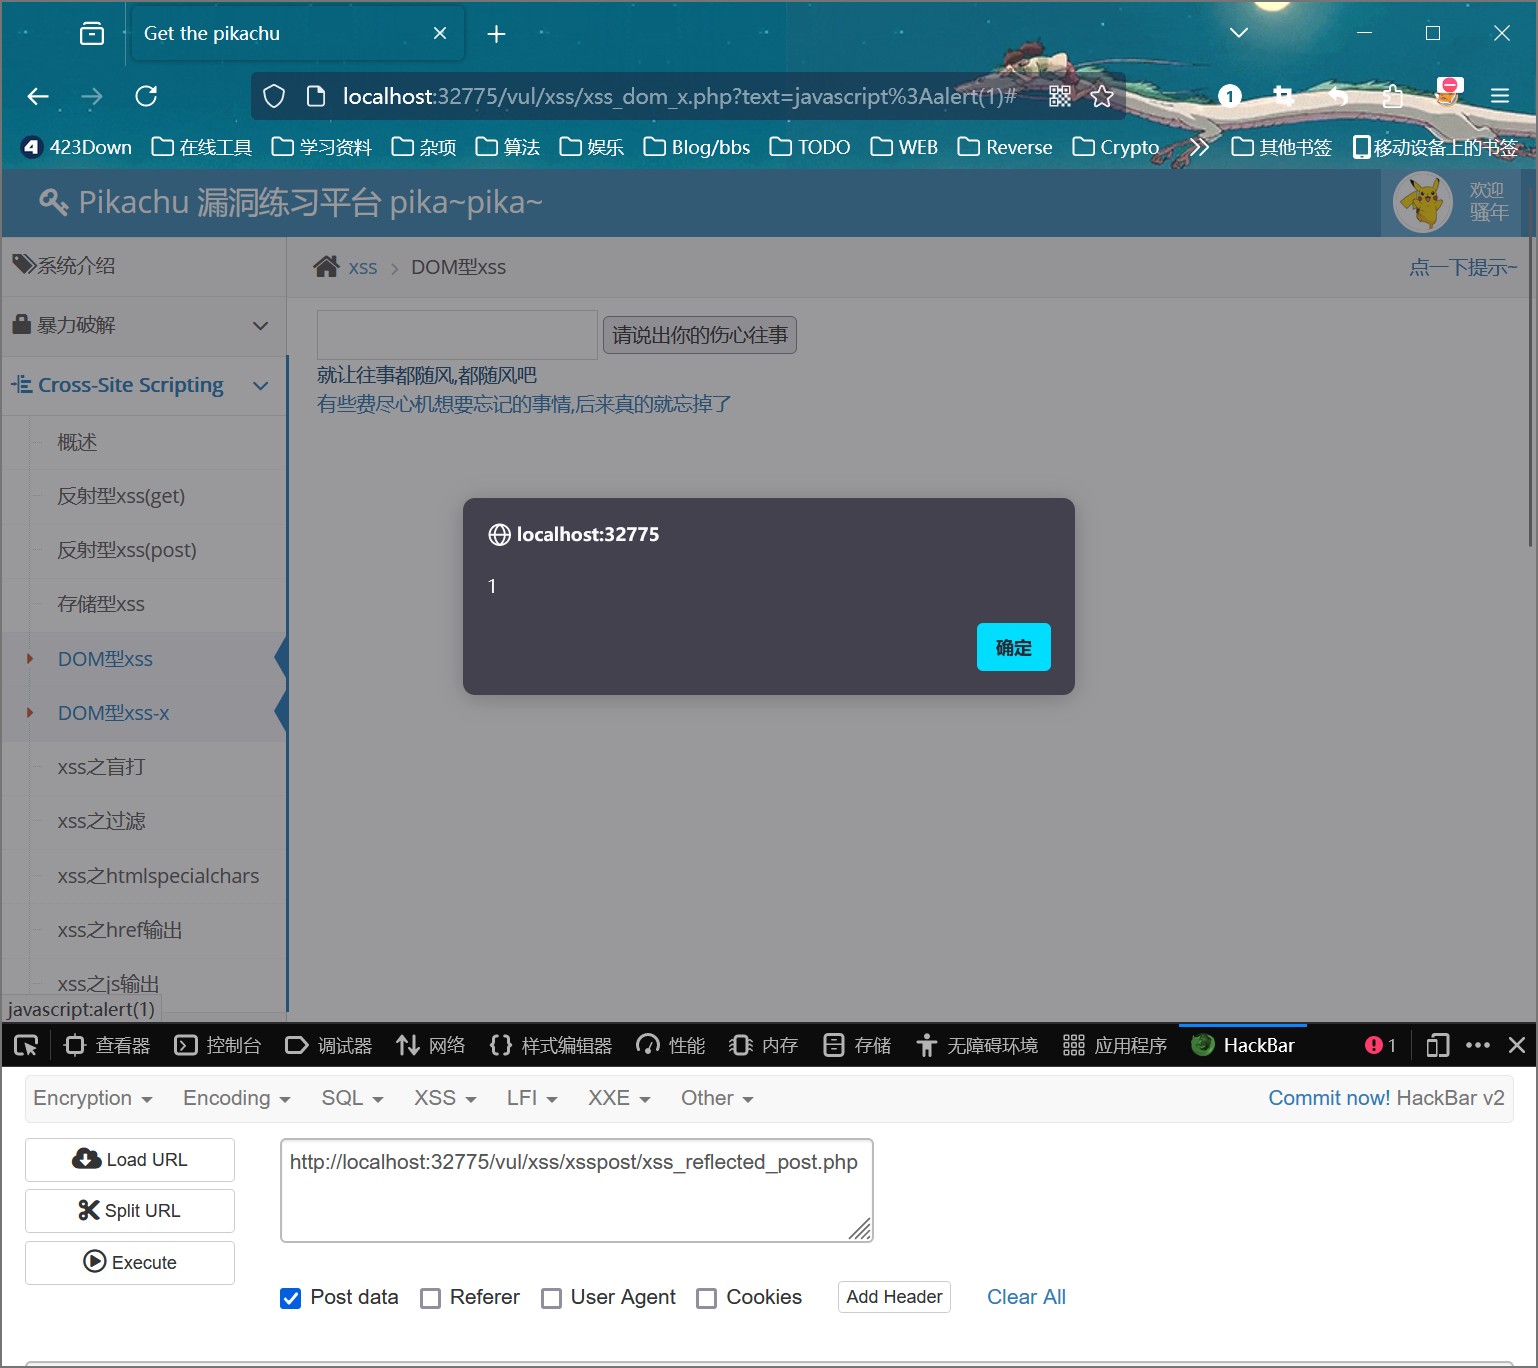 Get the pikachu
localhost:32775/vul/xss/xss_dom_x.php?text=javascript%3Aalert(1)#
1
423Down 在线工具 学习资料 杂项 算法 娱乐 Blog/bbs TODO WEB Reverse Crypto 其他书签 移动设备上的书签
Pikachu 漏洞练习平台 pika~pika~
欢迎
骚年
系统介绍
xss > DOM型xss
点一下提示~
暴力破解
请说出你的伤心往事
就让往事都随风,都随风吧
Cross-Site Scripting
有些费尽心机想要忘记的事情,后来真的就忘掉了
概述
反射型xss(get)
反射型xss(post)
存储型xss
DOM型xss
DOM型xss-x
xss之盲打
xss之过滤
xss之htmlspecialchars
xss之href输出
xss之js输出
localhost:32775
1
确定
javascript:alert(1)
查看器 控制台 调试器 网络 样式编辑器 性能 内存 存储 无障碍环境 应用程序 HackBar 1
Encryption Encoding SQL XSS LFI XXE Other Commit now! HackBar v2
Load URL
http://localhost:32775/vul/xss/xsspost/xss_reflected_post.php
Split URL
Execute
Post data Referer User Agent Cookies Add Header Clear All